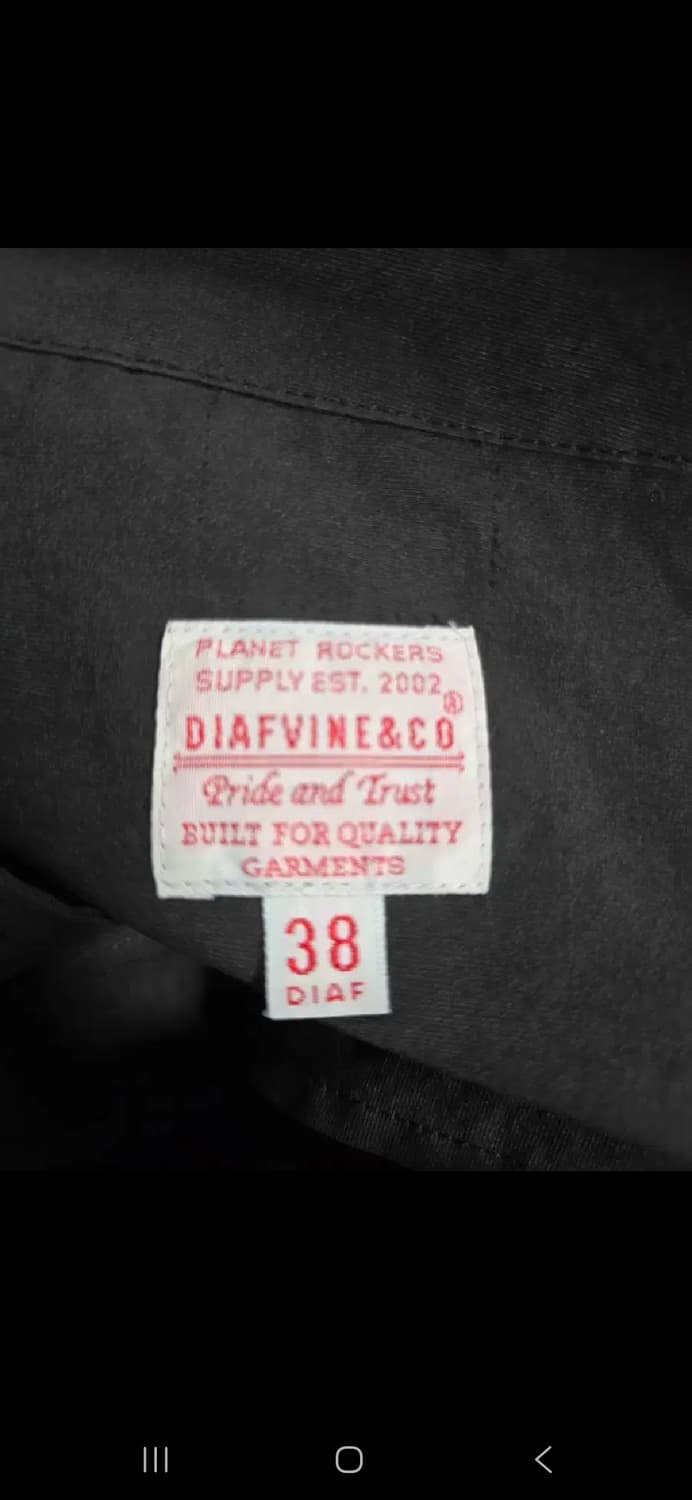 PLANET ROCKERS
SUPPLY EST. 2002
DIAFVINE&CO®
Pride and Trust
BUILT FOR QUALITY
GARMENTS
38
DIAF